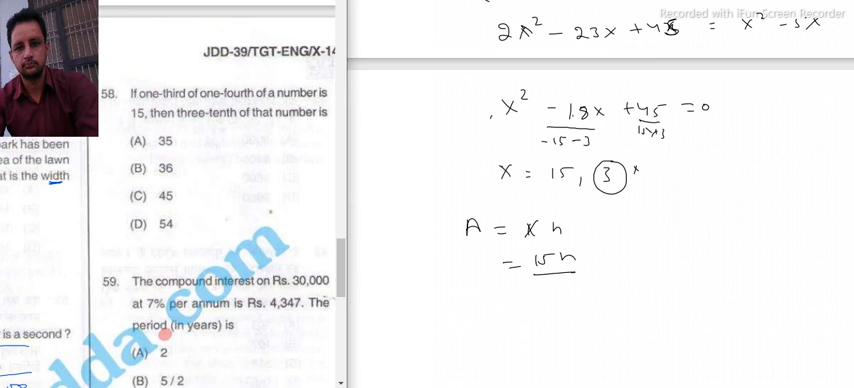 Recorded with iFun Screen Recorder
JDD-39/TGT-ENG/X-14
58. If one-third of one-fourth of a number is
15, then three-tenth of that number is
(A) 35
(B) 36
(C) 45
(D) 54
59. The compound interest on Rs. 30,000
at 7% per annum is Rs. 4,347. The
period (in years) is
(A) 2
(B) 5 / 2
ark has been
ea of the lawn
at is the width
is a second ?
dda.com
2x² - 23x + 45 = x² - 5x
x² - 18x + 45 = 0
-15 -3
15x3
x = 15, 3 x
A = x h
= 15 h